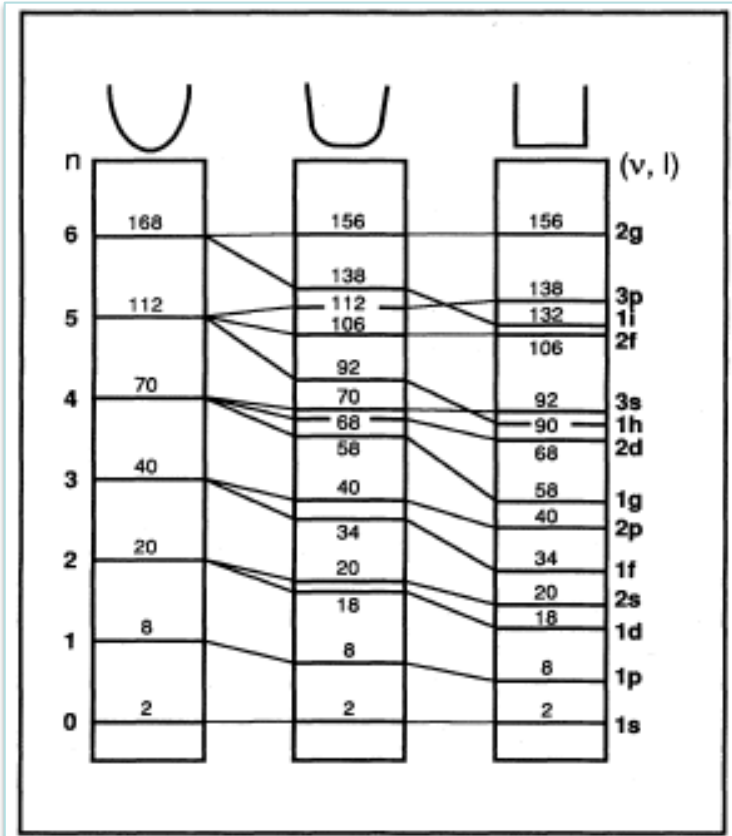 n (ν, l)
6 168 156 156 2g
138 138 3p
5 112 112 132 1i
106 106 2f
92
4 70 70 92 3s
68 90 1h
58 68 2d
3 40 40 58 1g
34 40 2p
34 1f
2 20 20 20 2s
18 18 1d
1 8 8 8 1p
0 2 2 2 1s